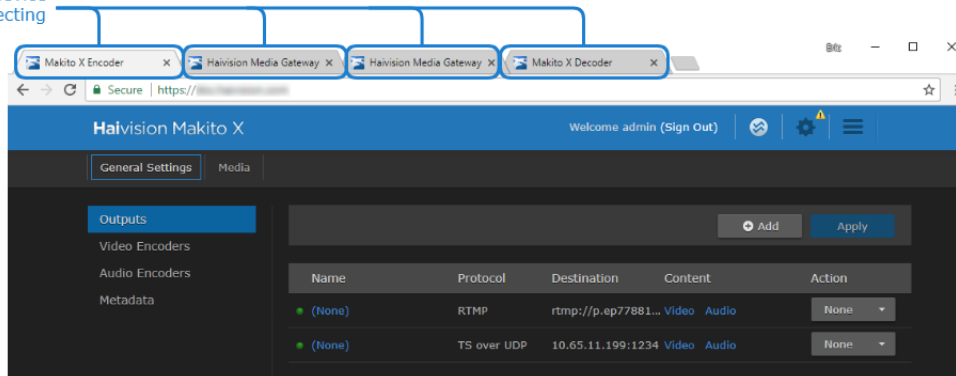 ecting
Makito X Encoder
Haivision Media Gateway
Haivision Media Gateway
Makito X Decoder
Secure | https://
Haivision Makito X
Welcome admin (Sign Out)
General Settings
Media
Outputs
Video Encoders
Audio Encoders
Metadata
Add
Apply
Name Protocol Destination Content Action
(None) RTMP rtmp://p.ep77881... Video Audio None
(None) TS over UDP 10.65.11.199:1234 Video Audio None